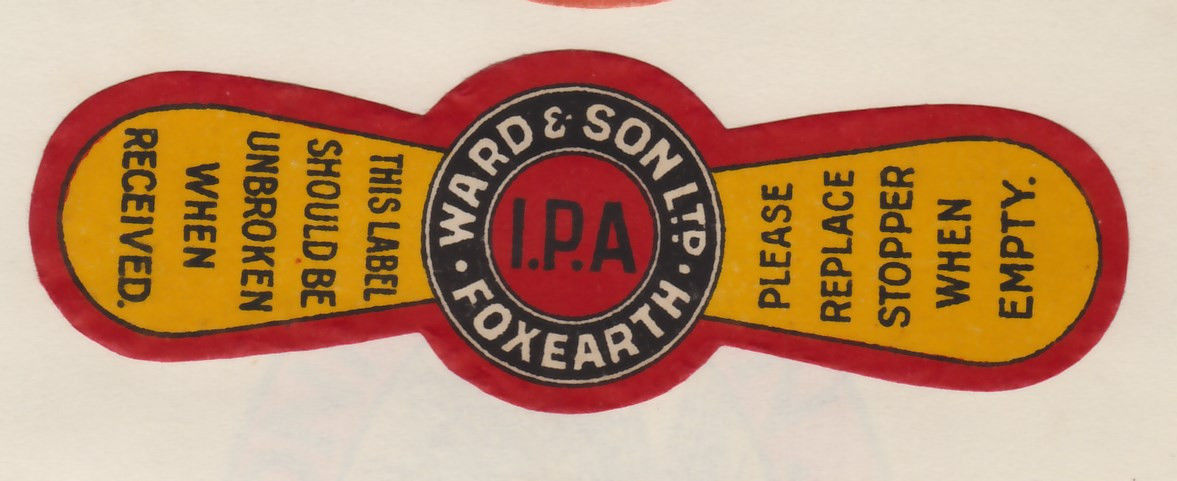 THIS LABEL
SHOULD BE
UNBROKEN
WHEN
RECEIVED.
WARD & SON LTD.
I.P.A
· FOXEARTH ·
PLEASE
REPLACE
STOPPER
WHEN
EMPTY.